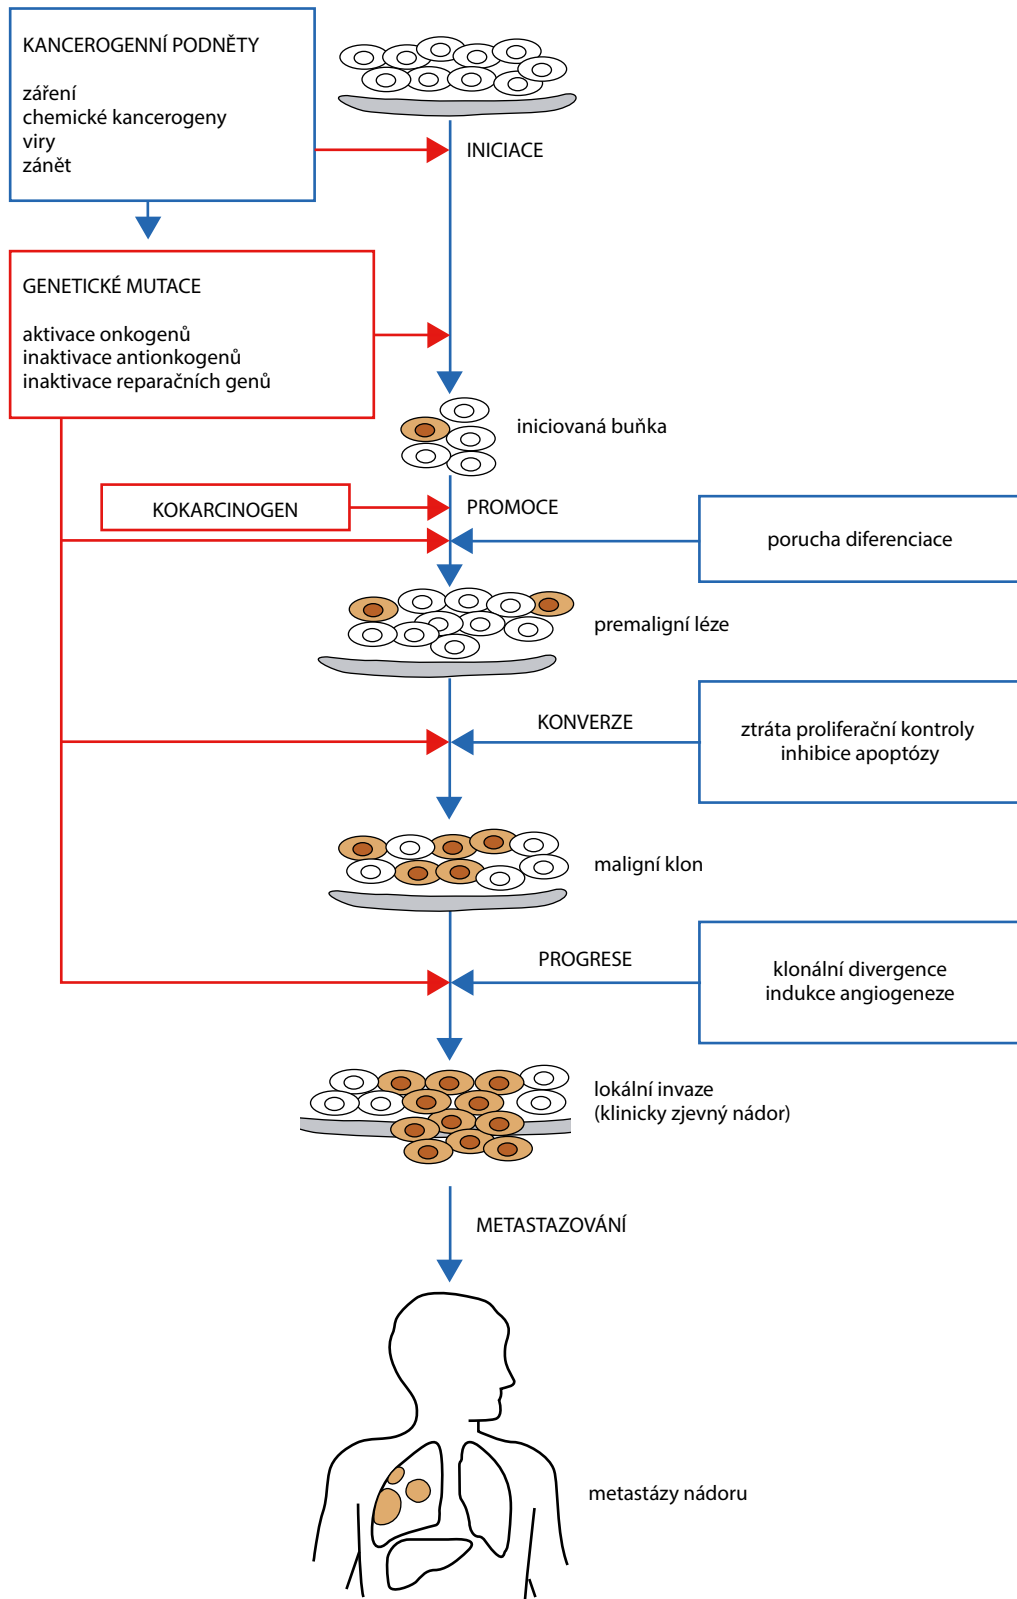 KANCEROGENNÍ PODNĚTY
záření
chemické kancerogeny
viry
zánět
INICIACE
GENETICKÉ MUTACE
aktivace onkogenů
inaktivace antionkogenů
inaktivace reparačních genů
iniciovaná buňka
KOKARCINOGEN
PROMOCE
porucha diferenciace
premaligní léze
KONVERZE
ztráta proliferační kontroly
inhibice apoptózy
maligní klon
PROGRESE
klonální divergence
indukce angiogeneze
lokální invaze
(klinicky zjevný nádor)
METASTAZOVÁNÍ
metastázy nádoru